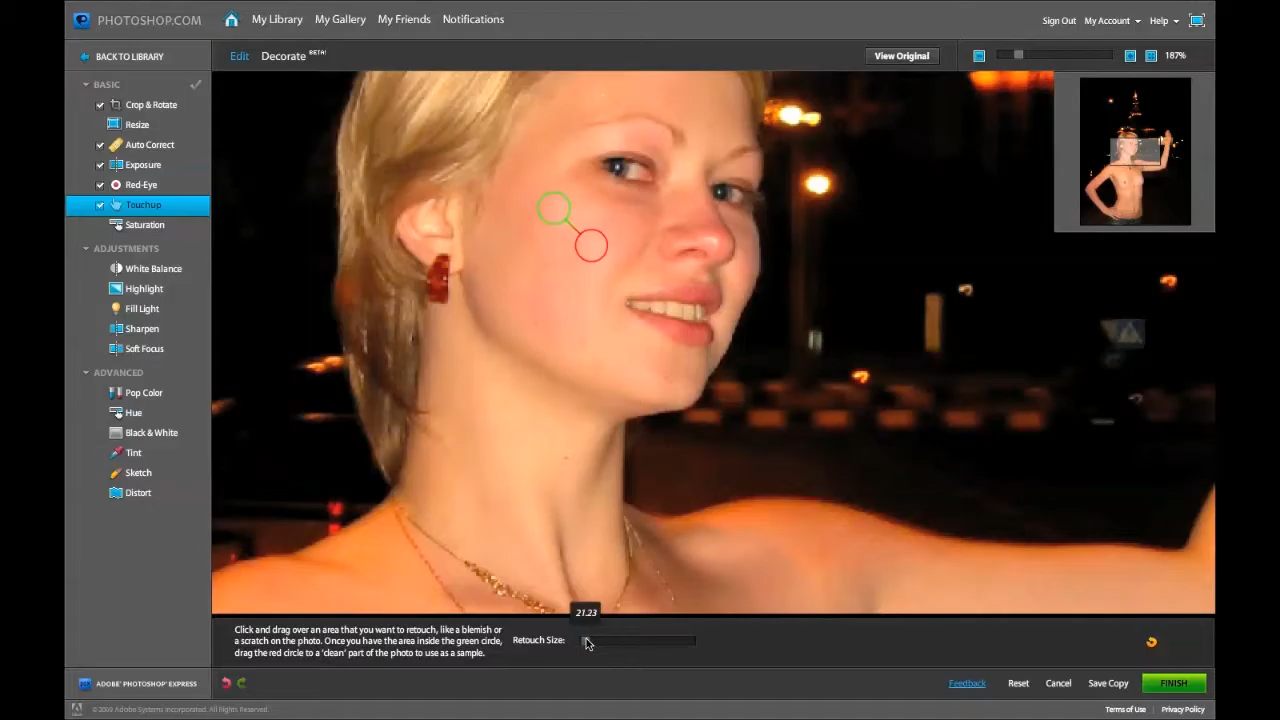 PHOTOSHOP.COM
My Library
My Gallery
My Friends
Notifications
Sign Out
My Account
Help
BACK TO LIBRARY
Edit
Decorate BETA!
View Original
187%
BASIC
Crop & Rotate
Resize
Auto Correct
Exposure
Red-Eye
Touchup
Saturation
ADJUSTMENTS
White Balance
Highlight
Fill Light
Sharpen
Soft Focus
ADVANCED
Pop Color
Hue
Black & White
Tint
Sketch
Distort
21.23
Click and drag over an area that you want to retouch, like a blemish or
a scratch on the photo. Once you have the area inside the green circle,
drag the red circle to a 'clean' part of the photo to use as a sample.
Retouch Size:
ADOBE® PHOTOSHOP® EXPRESS
Feedback
Reset
Cancel
Save Copy
FINISH
© 2009 Adobe Systems Incorporated. All Rights Reserved.
Terms of Use
Privacy Policy